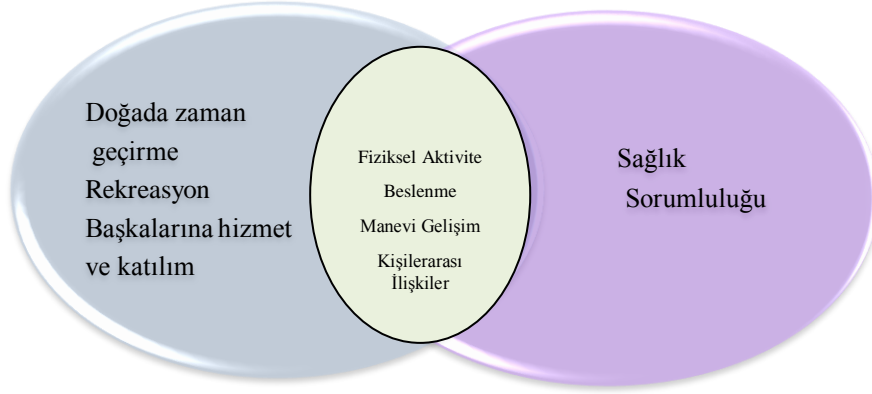 Doğada zaman
geçirme
Rekreasyon
Başkalarına hizmet
ve katılım
Fiziksel Aktivite
Beslenme
Manevi Gelişim
Kişilerarası
İlişkiler
Sağlık
Sorumluluğu